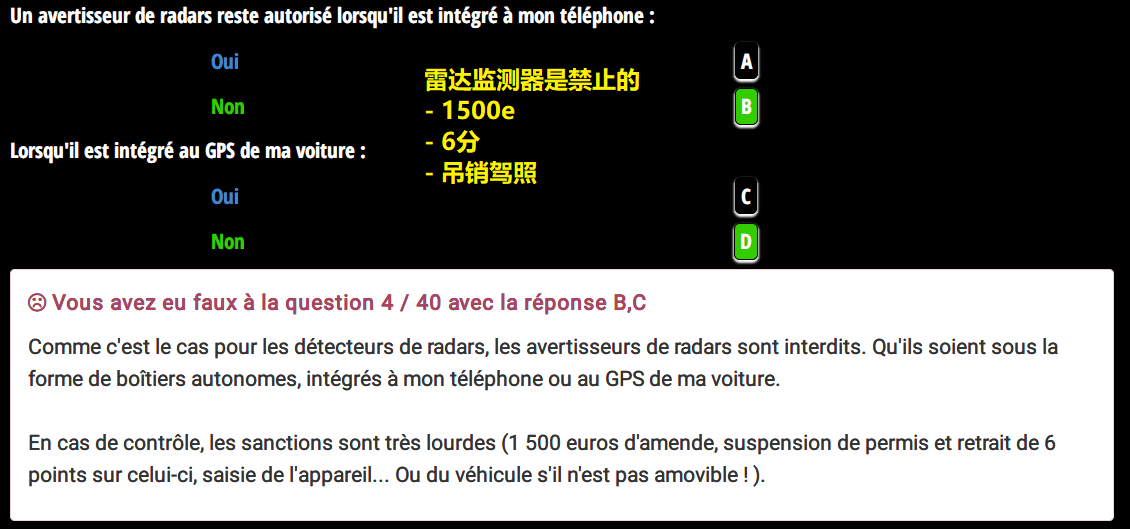 Un avertisseur de radars reste autorisé lorsqu'il est intégré à mon téléphone :
Oui A
Non B
雷达监测器是禁止的
- 1500e
- 6分
- 吊销驾照
Lorsqu'il est intégré au GPS de ma voiture :
Oui C
Non D
Vous avez eu faux à la question 4 / 40 avec la réponse B,C
Comme c'est le cas pour les détecteurs de radars, les avertisseurs de radars sont interdits. Qu'ils soient sous la
forme de boîtiers autonomes, intégrés à mon téléphone ou au GPS de ma voiture.
En cas de contrôle, les sanctions sont très lourdes (1 500 euros d'amende, suspension de permis et retrait de 6
points sur celui-ci, saisie de l'appareil... Ou du véhicule s'il n'est pas amovible ! ).